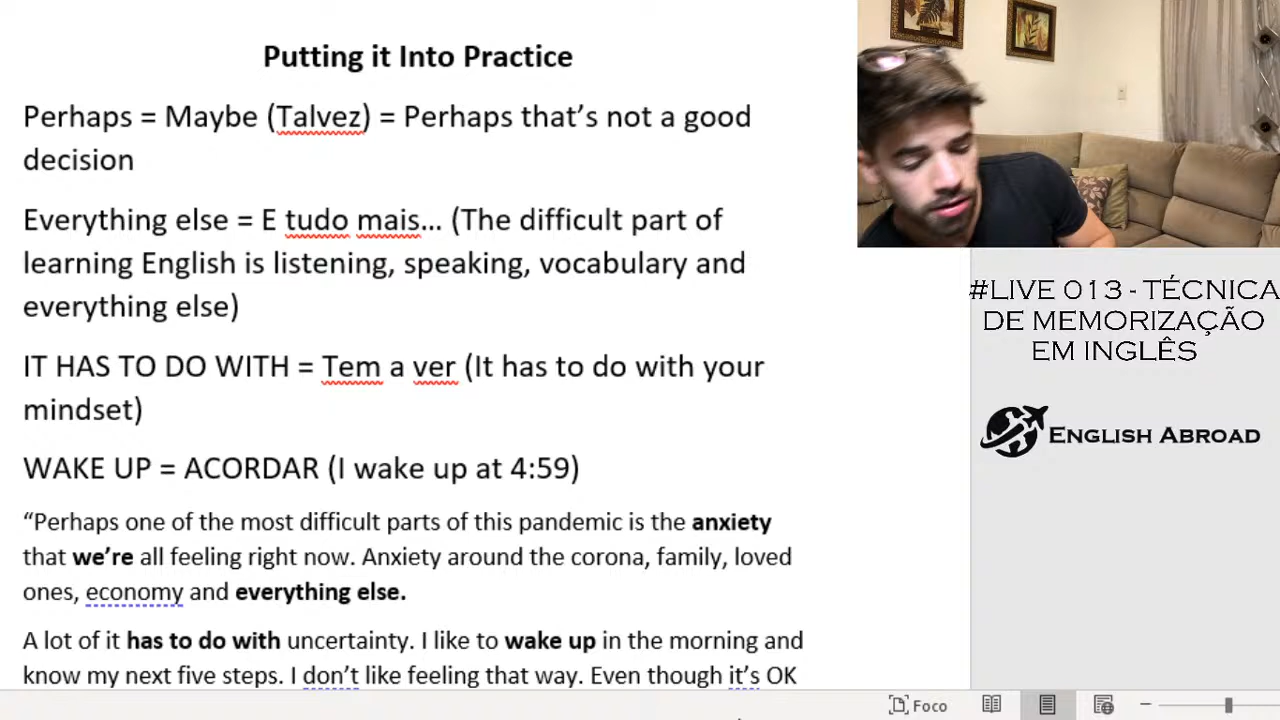 Putting it Into Practice
Perhaps = Maybe (Talvez) = Perhaps that's not a good
decision
Everything else = E tudo mais... (The difficult part of
learning English is listening, speaking, vocabulary and
everything else)
IT HAS TO DO WITH = Tem a ver (It has to do with your
mindset)
WAKE UP = ACORDAR (I wake up at 4:59)
“Perhaps one of the most difficult parts of this pandemic is the anxiety
that we’re all feeling right now. Anxiety around the corona, family, loved
ones, economy and everything else.
A lot of it has to do with uncertainty. I like to wake up in the morning and
know my next five steps. I don’t like feeling that way. Even though it’s OK
#LIVE 013 - TÉCNICA
DE MEMORIZAÇÃO
EM INGLÊS
English Abroad
Foco